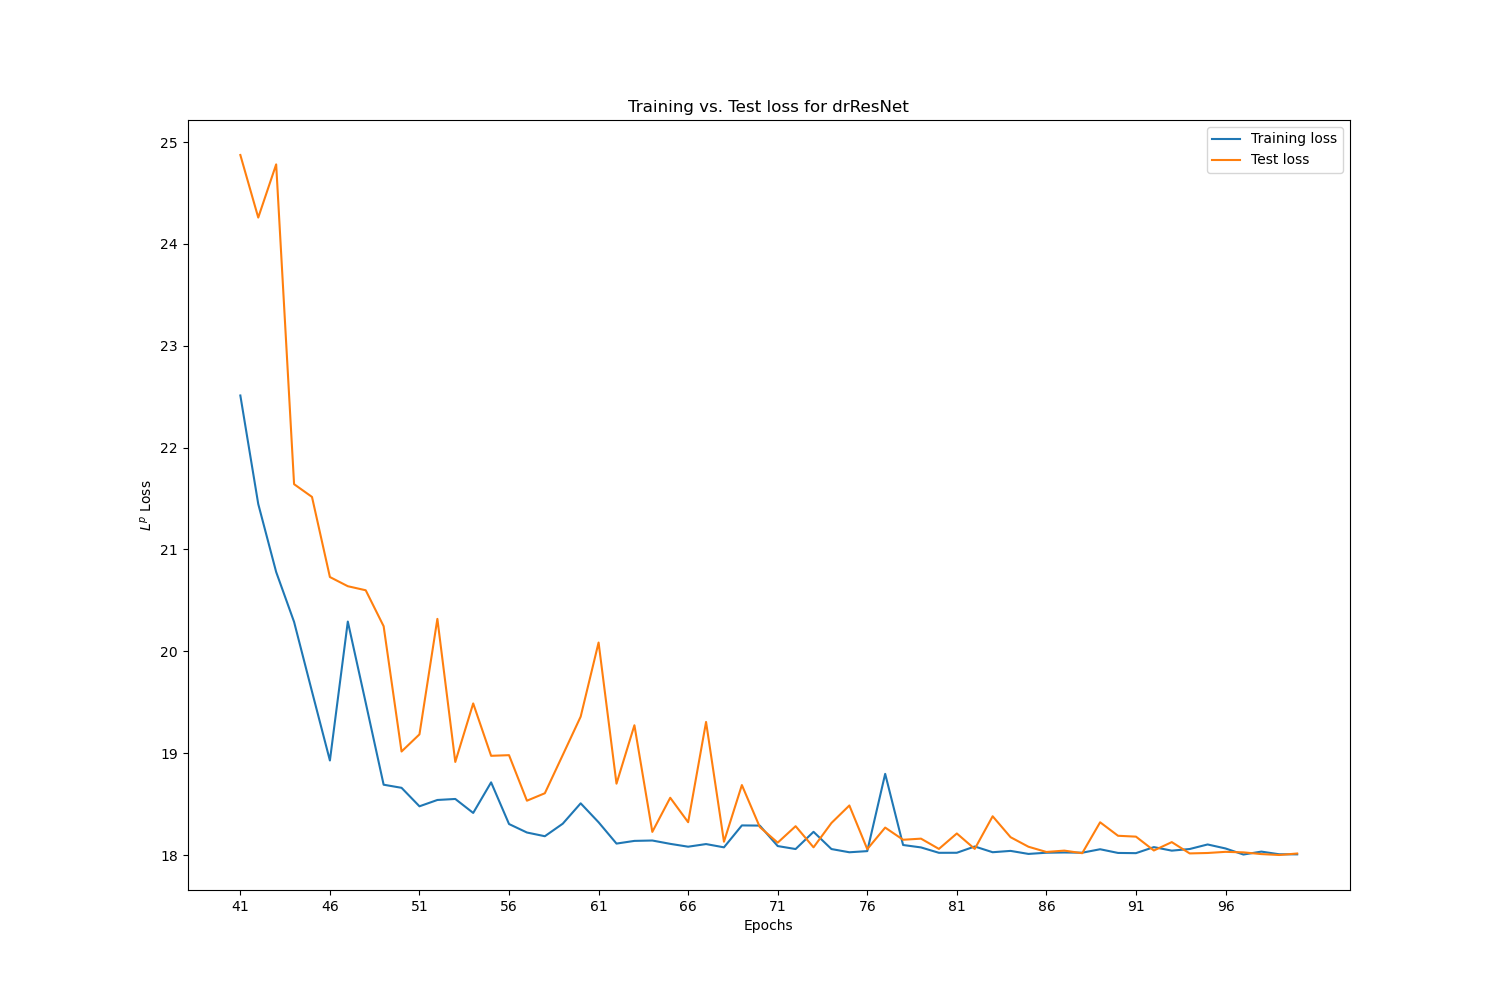 Training vs. Test loss for drResNet
Training loss
Test loss
25
24
23
22
21
20
19
18
L^p Loss
41 46 51 56 61 66 71 76 81 86 91 96
Epochs